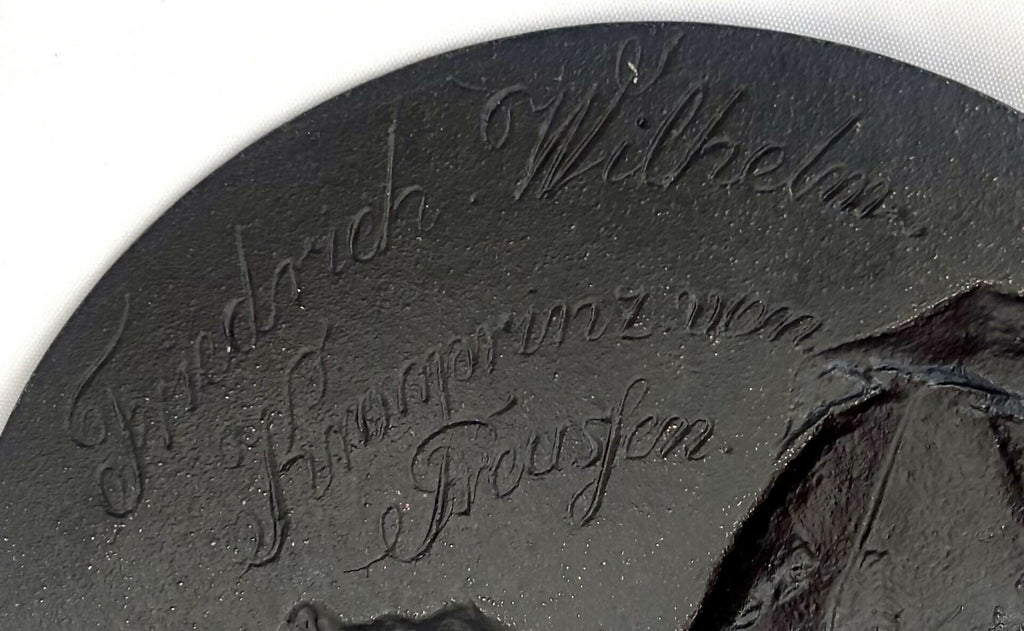 Friedrich Wilhelm
Kronprinz von
Preusſen.